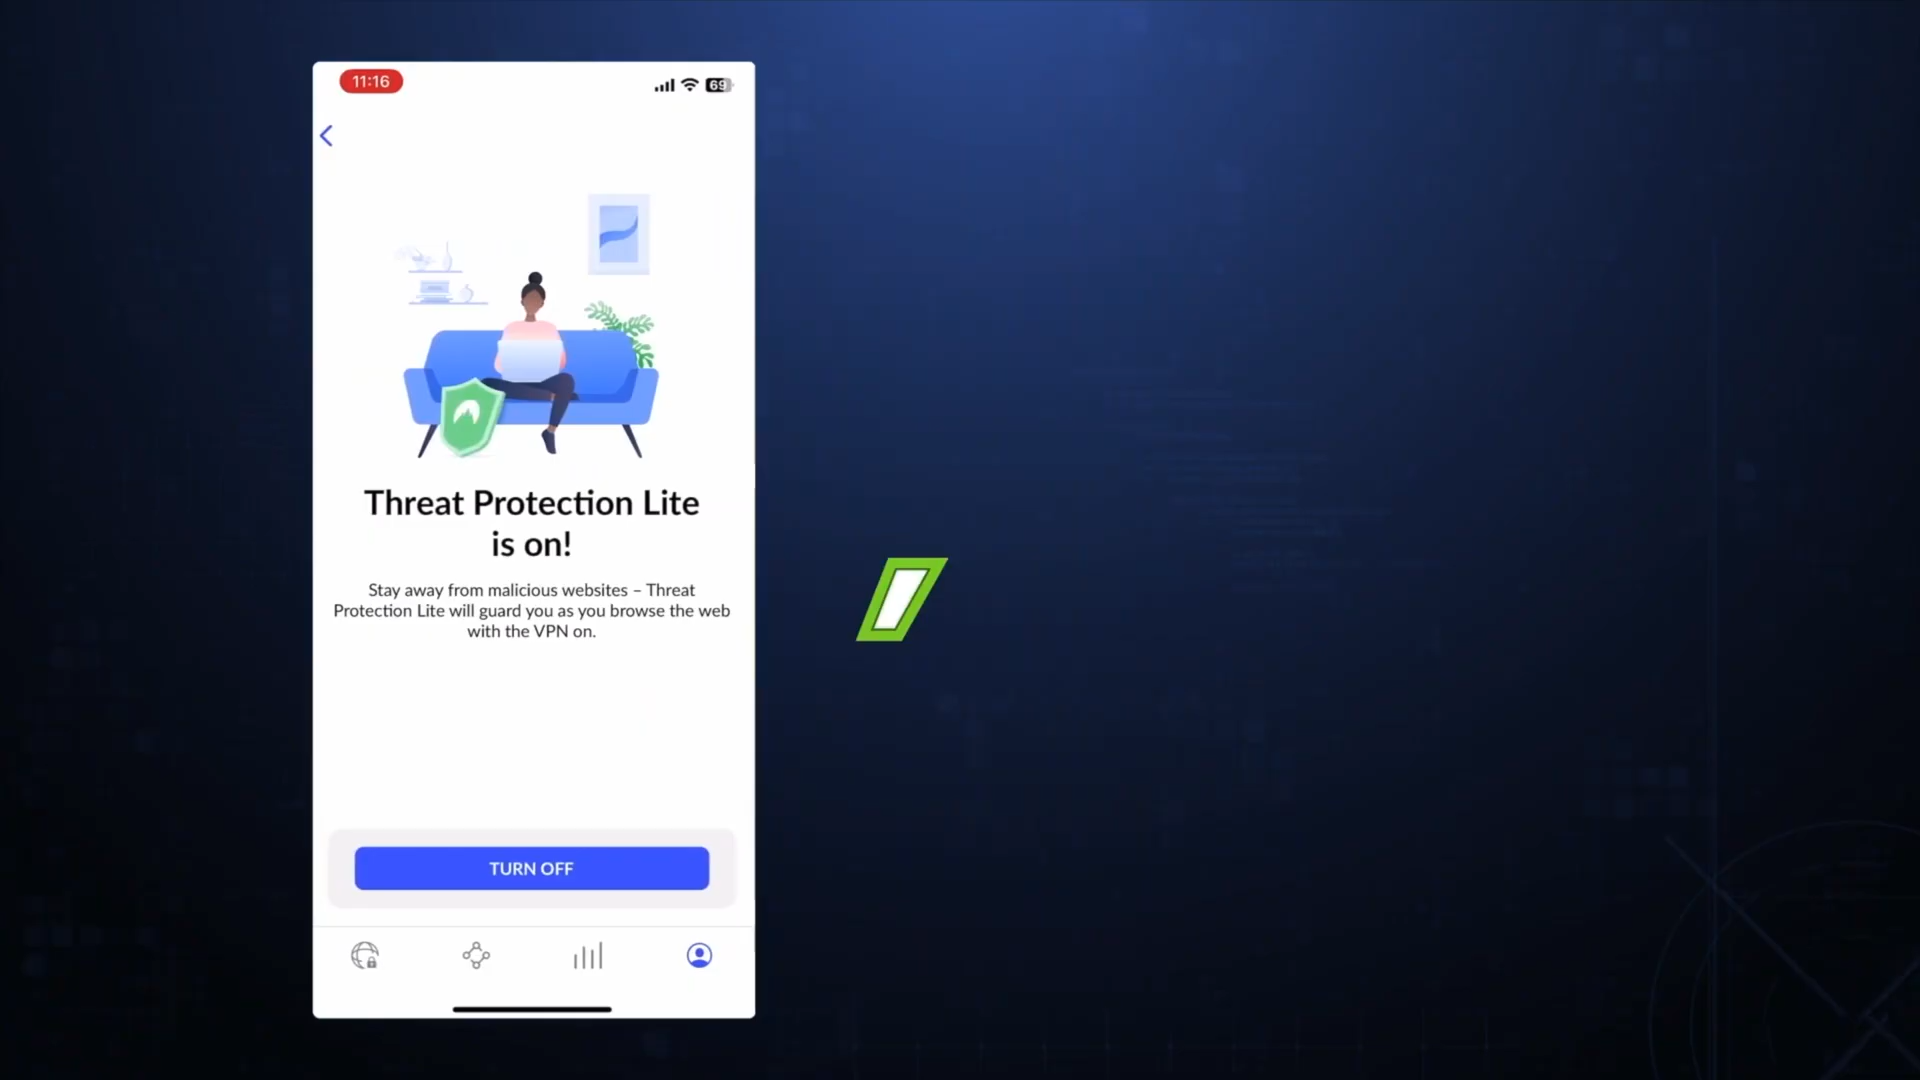 11:16
69
Threat Protection Lite
is on!
Stay away from malicious websites – Threat
Protection Lite will guard you as you browse the web
with the VPN on.
TURN OFF